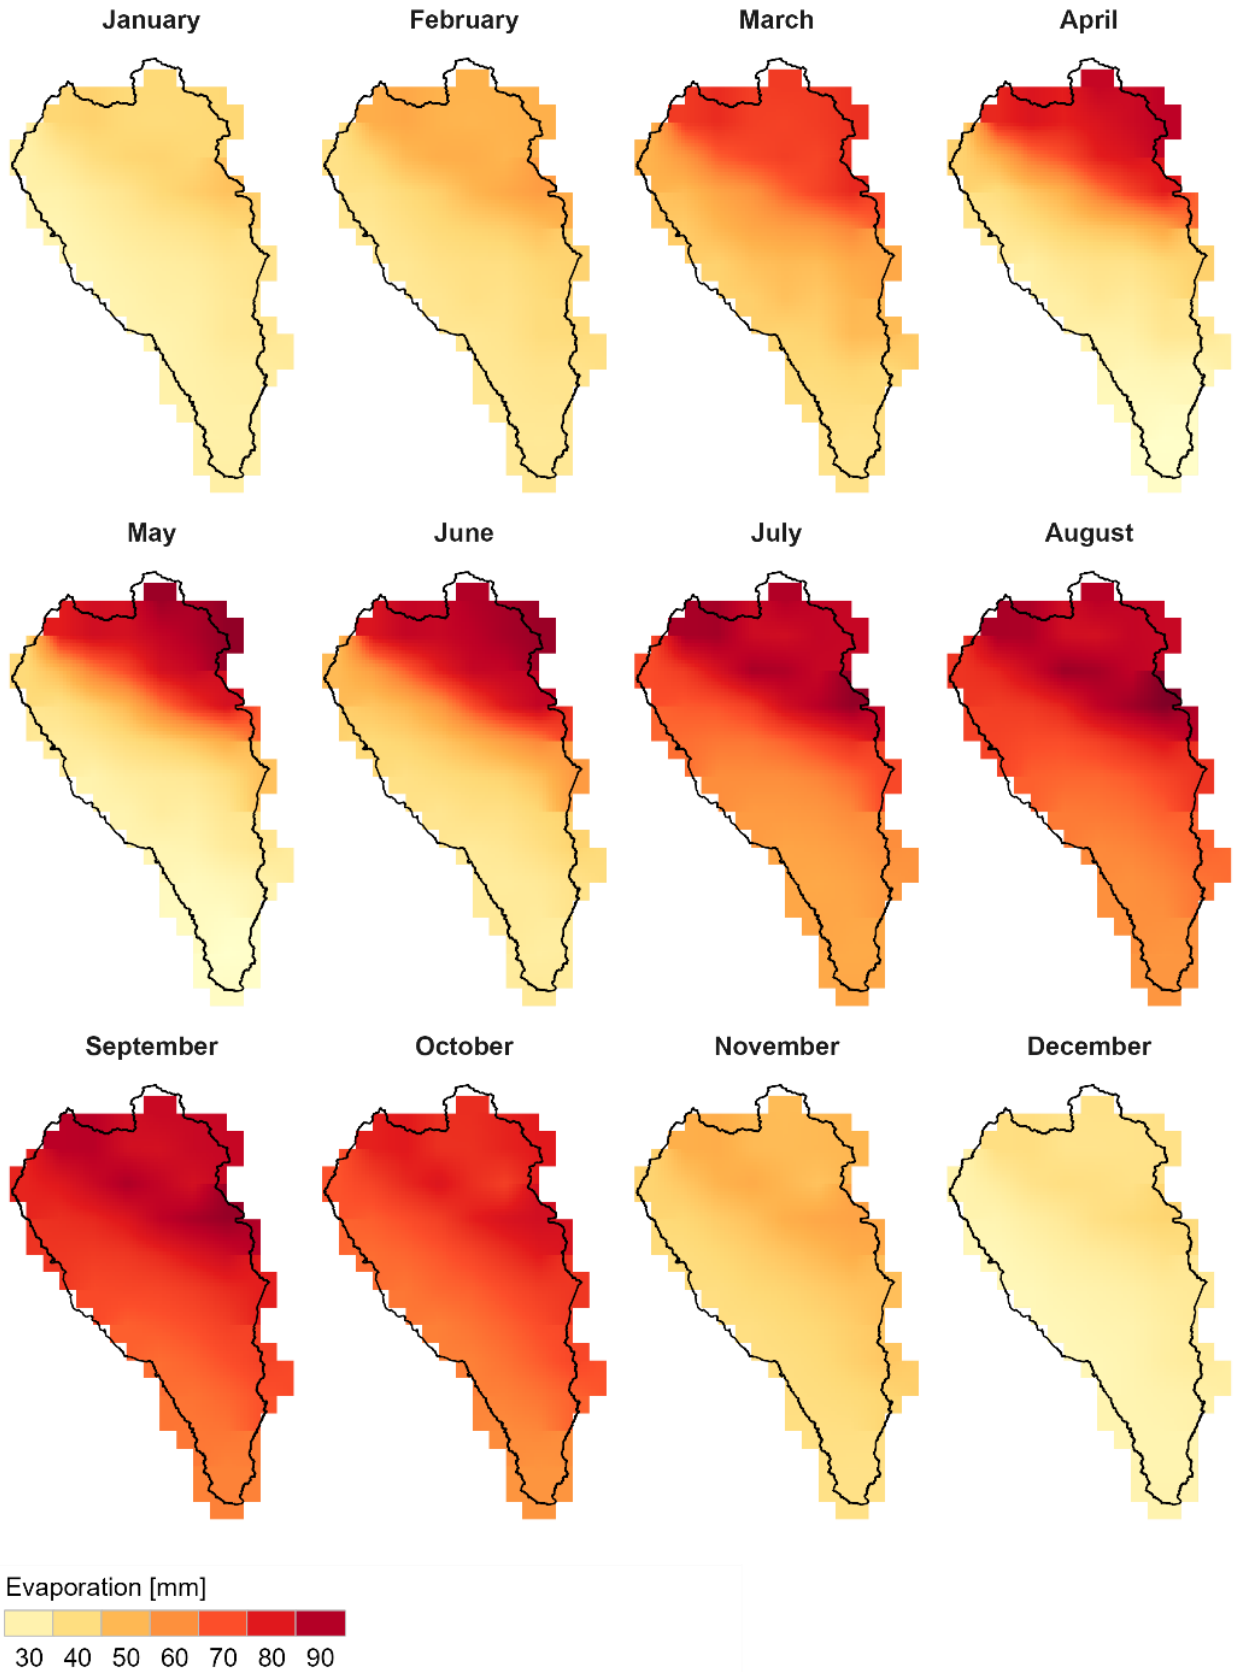 January February March April
May June July August
September October November December
Evaporation [mm]
30 40 50 60 70 80 90